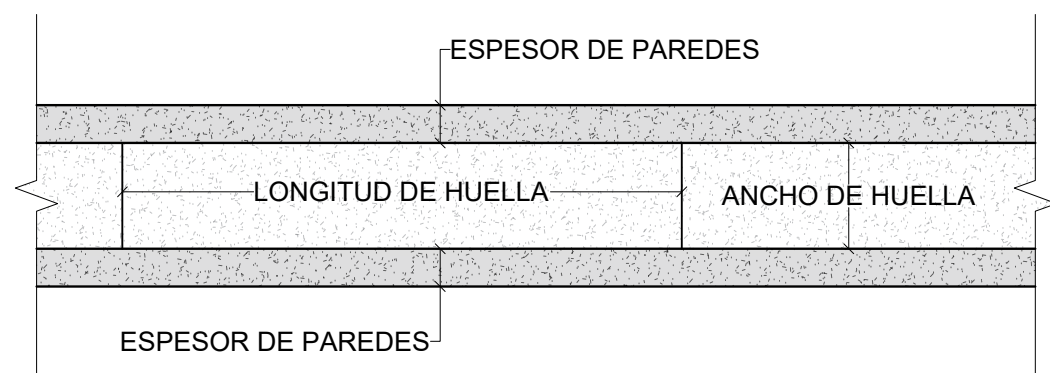 ESPESOR DE PAREDES
LONGITUD DE HUELLA
ANCHO DE HUELLA
ESPESOR DE PAREDES